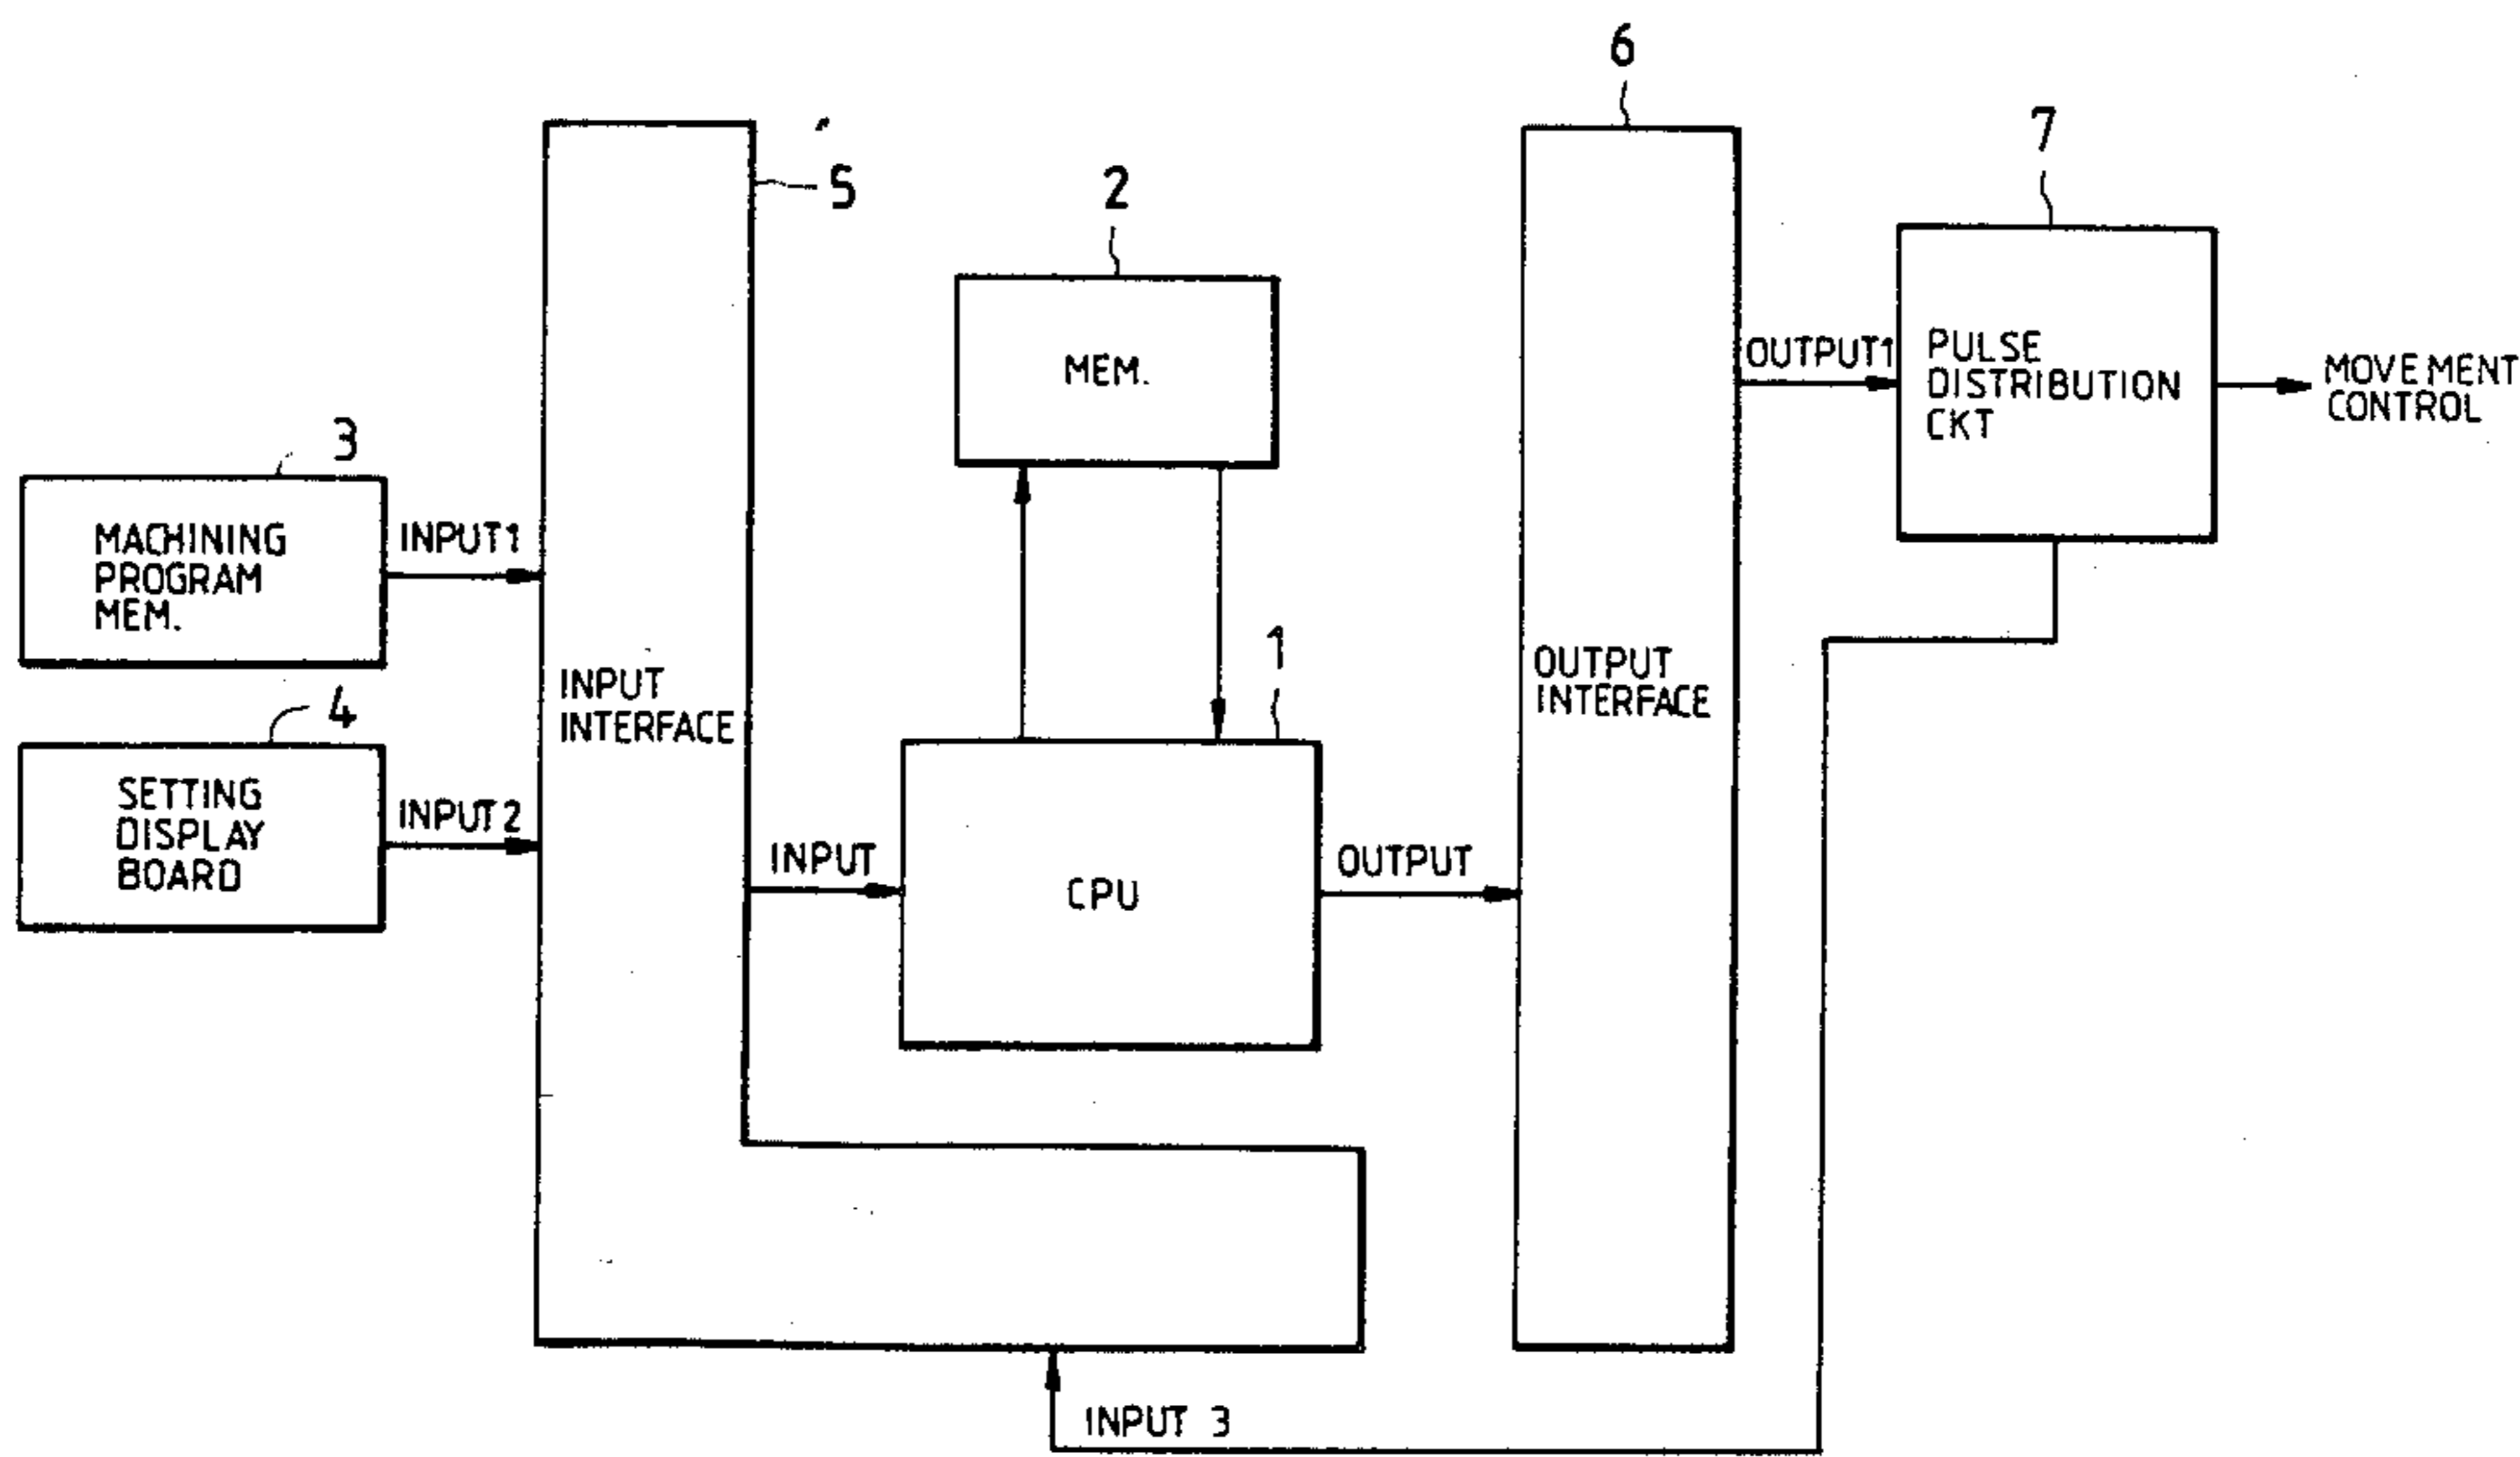 6
7
5
2
MEM.
OUTPUT1
PULSE
DISTRIBUTION
CKT
MOVEMENT
CONTROL
3
MACHINING
PROGRAM
MEM.
INPUT1
4
SETTING
DISPLAY
BOARD
INPUT2
INPUT
INTERFACE
1
INPUT
CPU
OUTPUT
OUTPUT
INTERFACE
INPUT 3